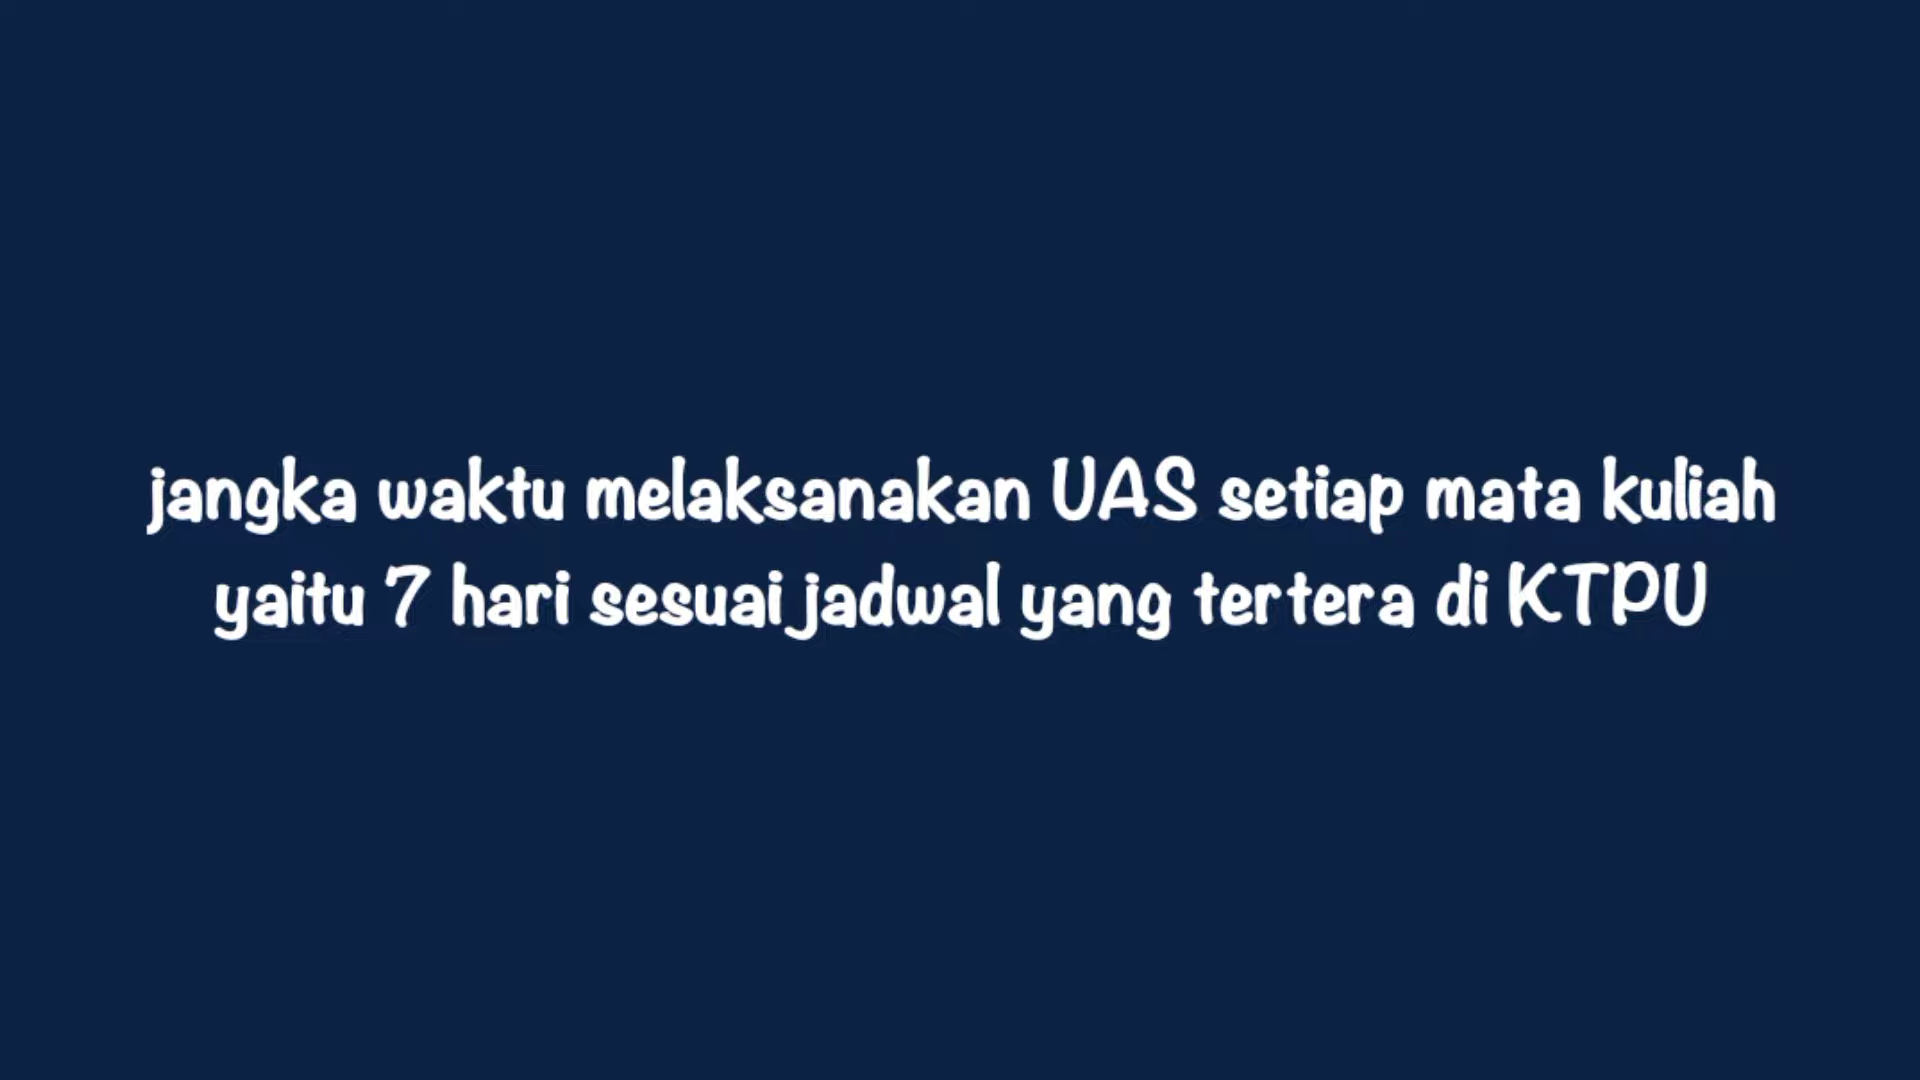 jangka waktu melaksanakan UAS setiap mata kuliah
yaitu 7 hari sesuai jadwal yang tertera di KTPU